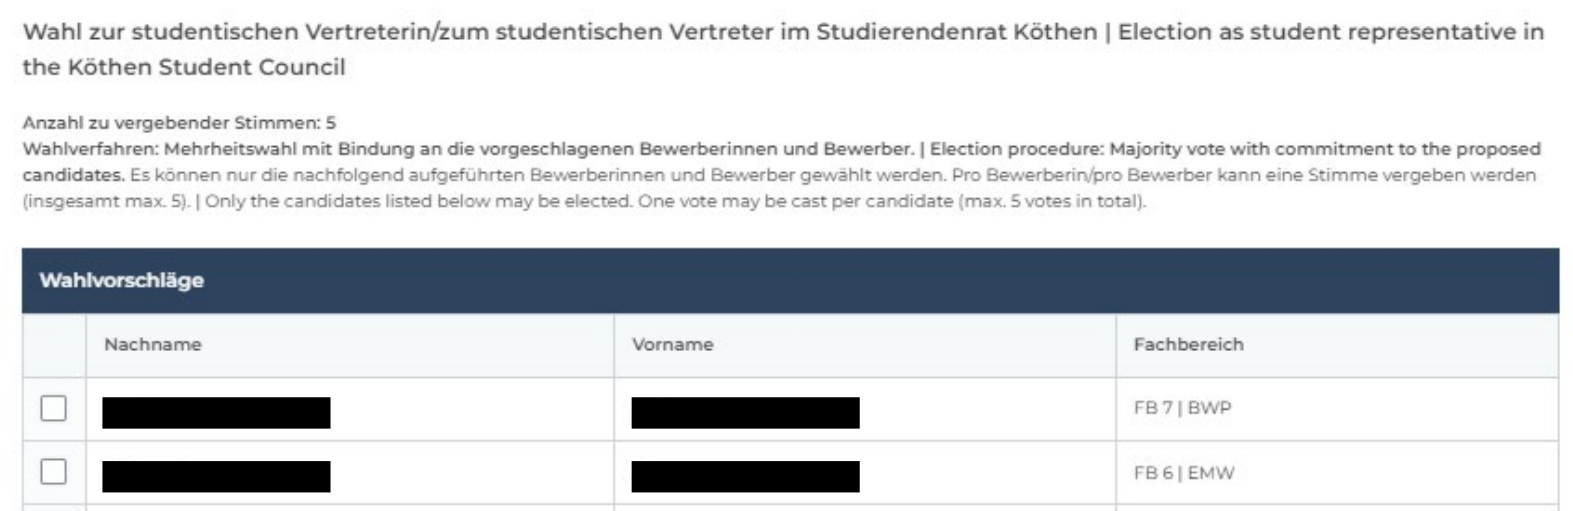 Wahl zur studentischen Vertreterin/zum studentischen Vertreter im Studierendenrat Köthen | Election as student representative in
the Köthen Student Council
Anzahl zu vergebender Stimmen: 5
Wahlverfahren: Mehrheitswahl mit Bindung an die vorgeschlagenen Bewerberinnen und Bewerber. | Election procedure: Majority vote with commitment to the proposed
candidates. Es können nur die nachfolgend aufgeführten Bewerberinnen und Bewerber gewählt werden. Pro Bewerberin/pro Bewerber kann eine Stimme vergeben werden
(insgesamt max. 5). | Only the candidates listed below may be elected. One vote may be cast per candidate (max. 5 votes in total).
Wahlvorschläge
Nachname Vorname Fachbereich
FB 7 | BWP
FB 6 | EMW